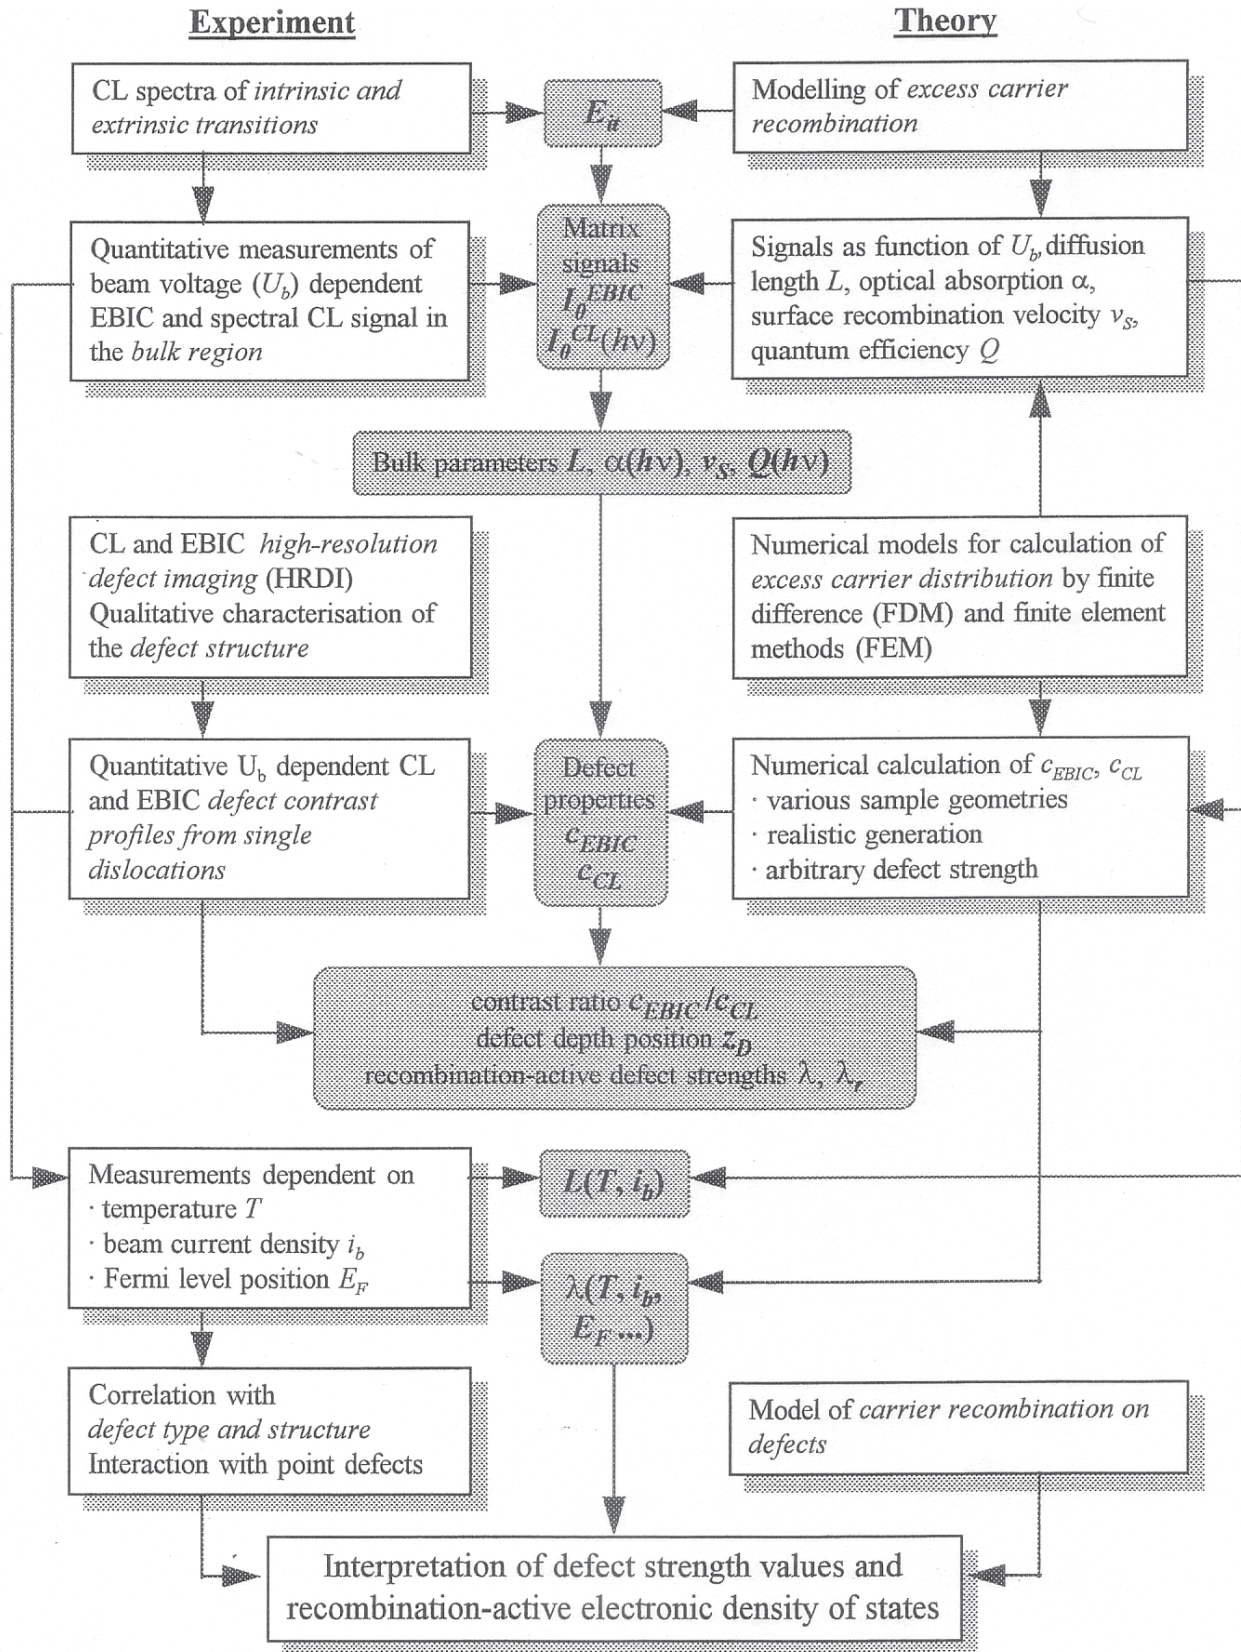 Experiment
Theory
CL spectra of intrinsic and
extrinsic transitions
E_a
Modelling of excess carrier
recombination
Quantitative measurements of
beam voltage (U_b) dependent
EBIC and spectral CL signal in
the bulk region
Matrix
signals
I_0^EBIC
I_0^CL(hν)
Signals as function of U_b, diffusion
length L, optical absorption α,
surface recombination velocity v_S,
quantum efficiency Q
Bulk parameters L, α(hν), v_S, Q(hν)
CL and EBIC high-resolution
defect imaging (HRDI)
Qualitative characterisation of
the defect structure
Numerical models for calculation of
excess carrier distribution by finite
difference (FDM) and finite element
methods (FEM)
Quantitative U_b dependent CL
and EBIC defect contrast
profiles from single
dislocations
Defect
properties
c_EBIC
c_CL
Numerical calculation of c_EBIC, c_CL
· various sample geometries
· realistic generation
· arbitrary defect strength
contrast ratio c_EBIC/c_CL
defect depth position z_D
recombination-active defect strengths λ, λ_r
Measurements dependent on
· temperature T
· beam current density i_b
· Fermi level position E_F
L(T, i_b)
λ(T, i_b,
E_F ...)
Correlation with
defect type and structure
Interaction with point defects
Model of carrier recombination on
defects
Interpretation of defect strength values and
recombination-active electronic density of states